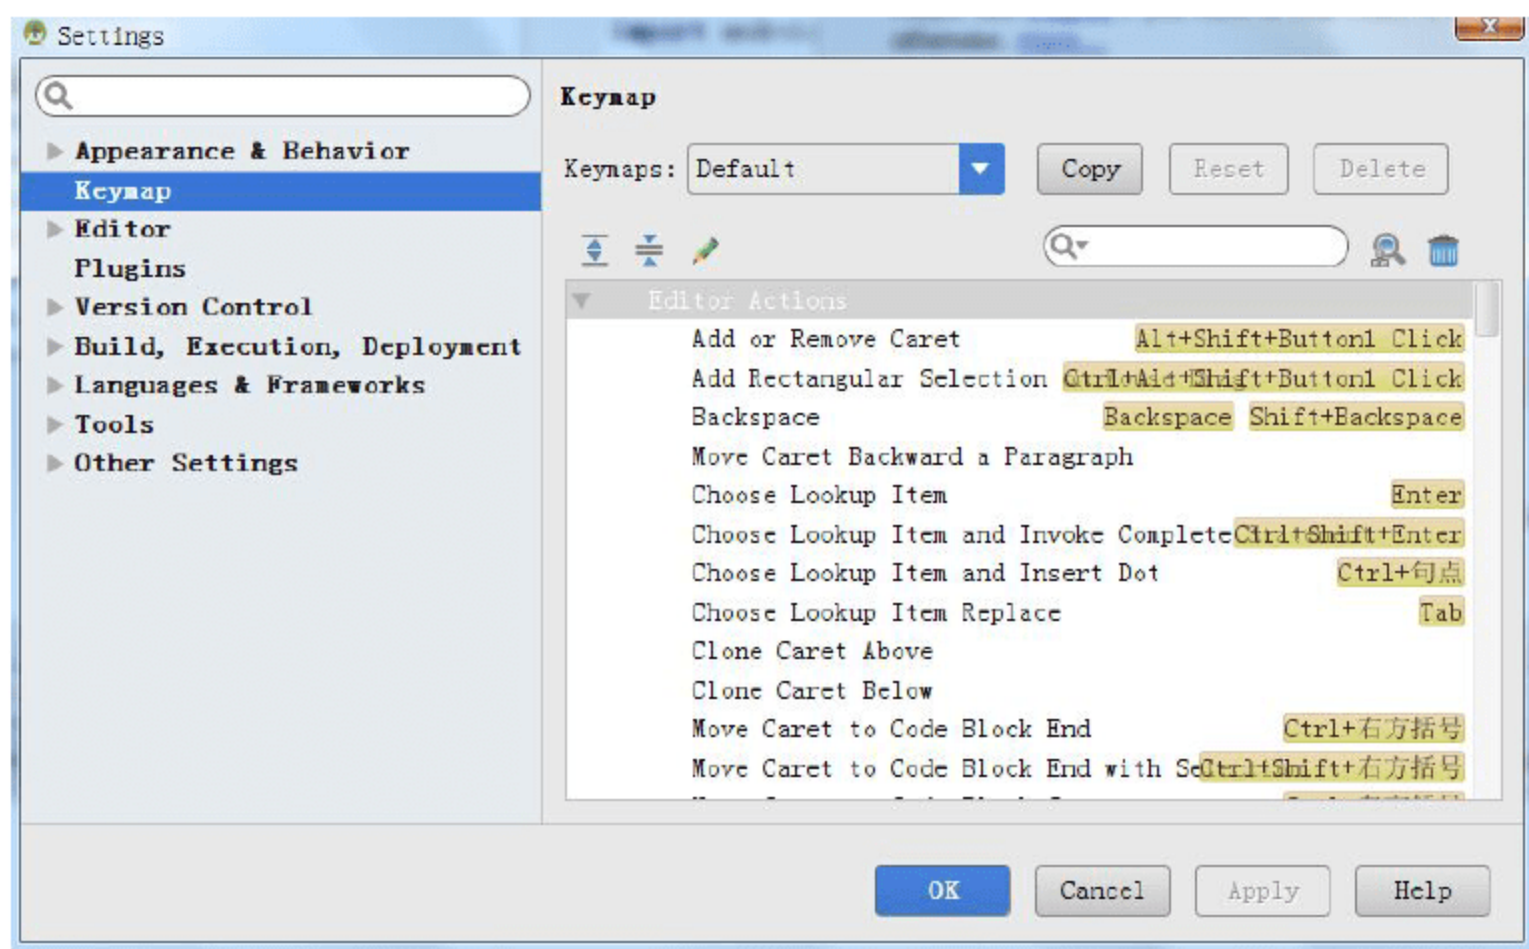 Settings
Appearance & Behavior
Keymap
Editor
Plugins
Version Control
Build, Execution, Deployment
Languages & Frameworks
Tools
Other Settings
Keymap
Keymaps: Default Copy Reset Delete
Editor Actions
Add or Remove Caret Alt+Shift+Button1 Click
Add Rectangular Selection Ctrl+Alt+Shift+Button1 Click
Backspace Backspace Shift+Backspace
Move Caret Backward a Paragraph
Choose Lookup Item Enter
Choose Lookup Item and Invoke Complete Ctrl+Shift+Enter
Choose Lookup Item and Insert Dot Ctrl+句点
Choose Lookup Item Replace Tab
Clone Caret Above
Clone Caret Below
Move Caret to Code Block End Ctrl+右方括号
Move Caret to Code Block End with Ctrl+Shift+右方括号
OK Cancel Apply Help